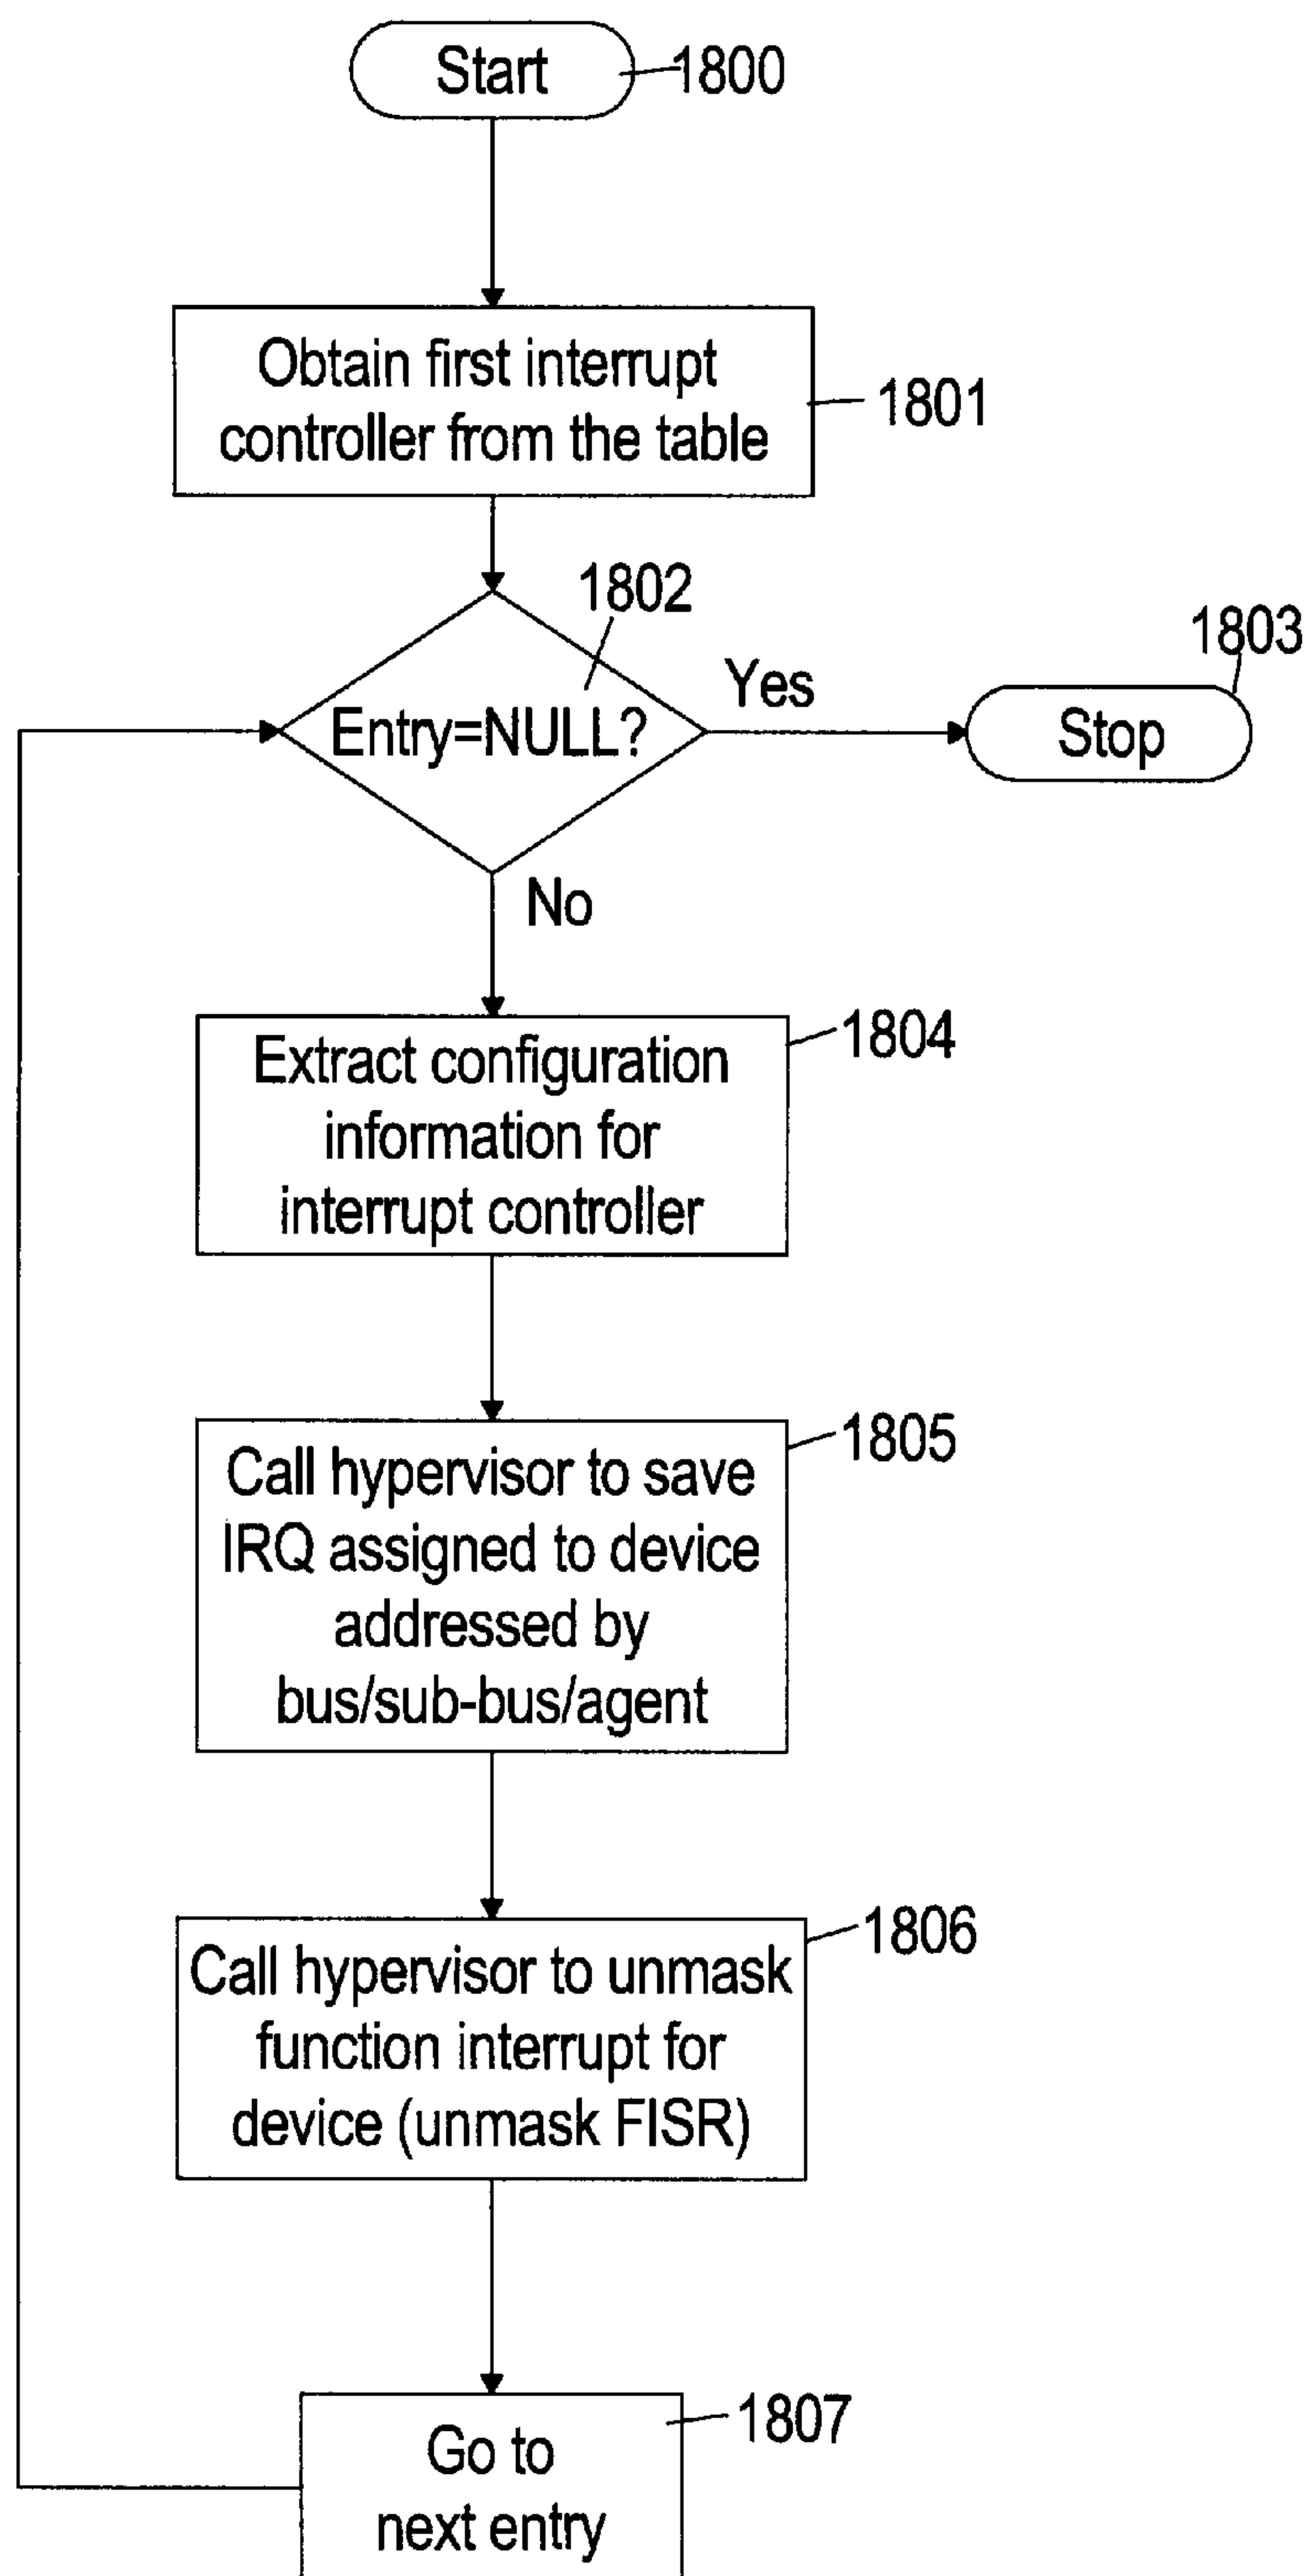 Start
1800
Obtain first interrupt
controller from the table
1801
1802
Entry=NULL?
Yes
1803
Stop
No
1804
Extract configuration
information for
interrupt controller
1805
Call hypervisor to save
IRQ assigned to device
addressed by
bus/sub-bus/agent
1806
Call hypervisor to unmask
function interrupt for
device (unmask FISR)
1807
Go to
next entry